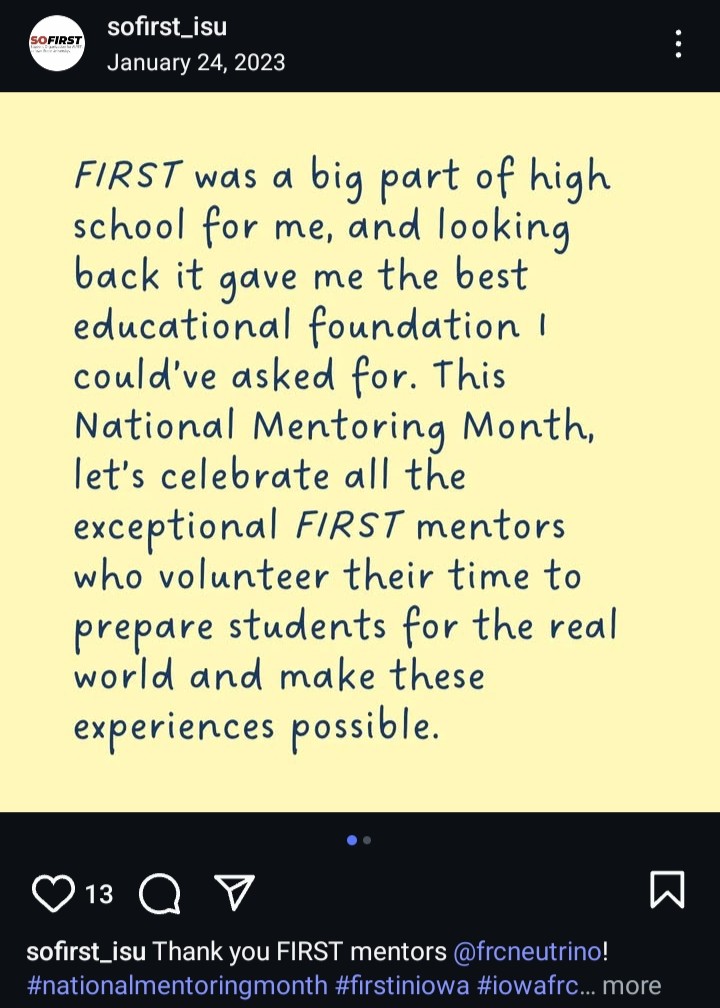 SOFIRST
sofirst_isu
January 24, 2023
FIRST was a big part of high
school for me, and looking
back it gave me the best
educational foundation I
could've asked for. This
National Mentoring Month,
let's celebrate all the
exceptional FIRST mentors
who volunteer their time to
prepare students for the real
world and make these
experiences possible.
13
sofirst_isu Thank you FIRST mentors @frcneutrino!
#nationalmentoringmonth #firstiniowa #iowafrc... more